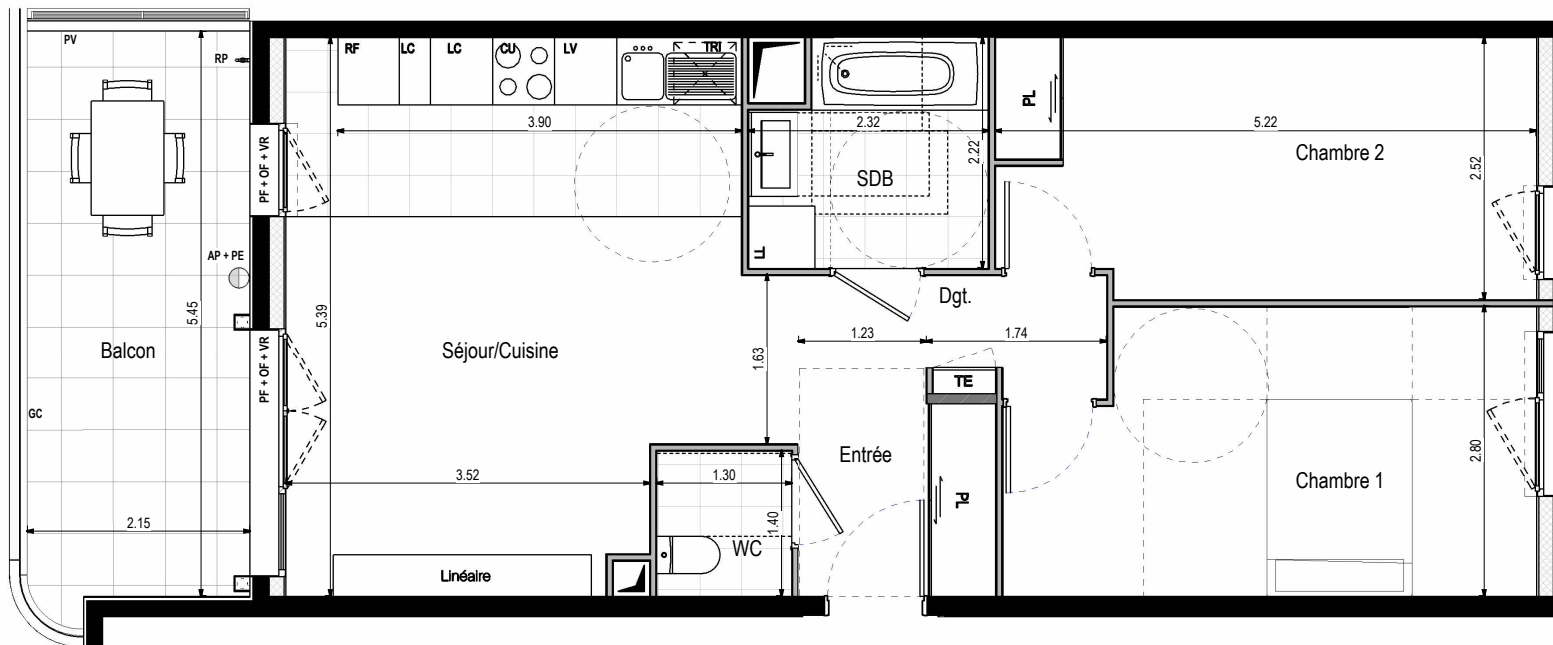 PV
RP
PF + OF + VR
AP + PE
5.45
Balcon
GC
PF + OF + VR
2.15
RF
LC
LC
CU
LV
TRI
3.90
5.39
Séjour/Cuisine
3.52
Linéaire
2.32
2.22
SDB
LL
1.63
1.23
Dgt.
1.74
TE
Entrée
PL
1.30
1.40
WC
PL
5.22
Chambre 2
2.52
2.80
Chambre 1